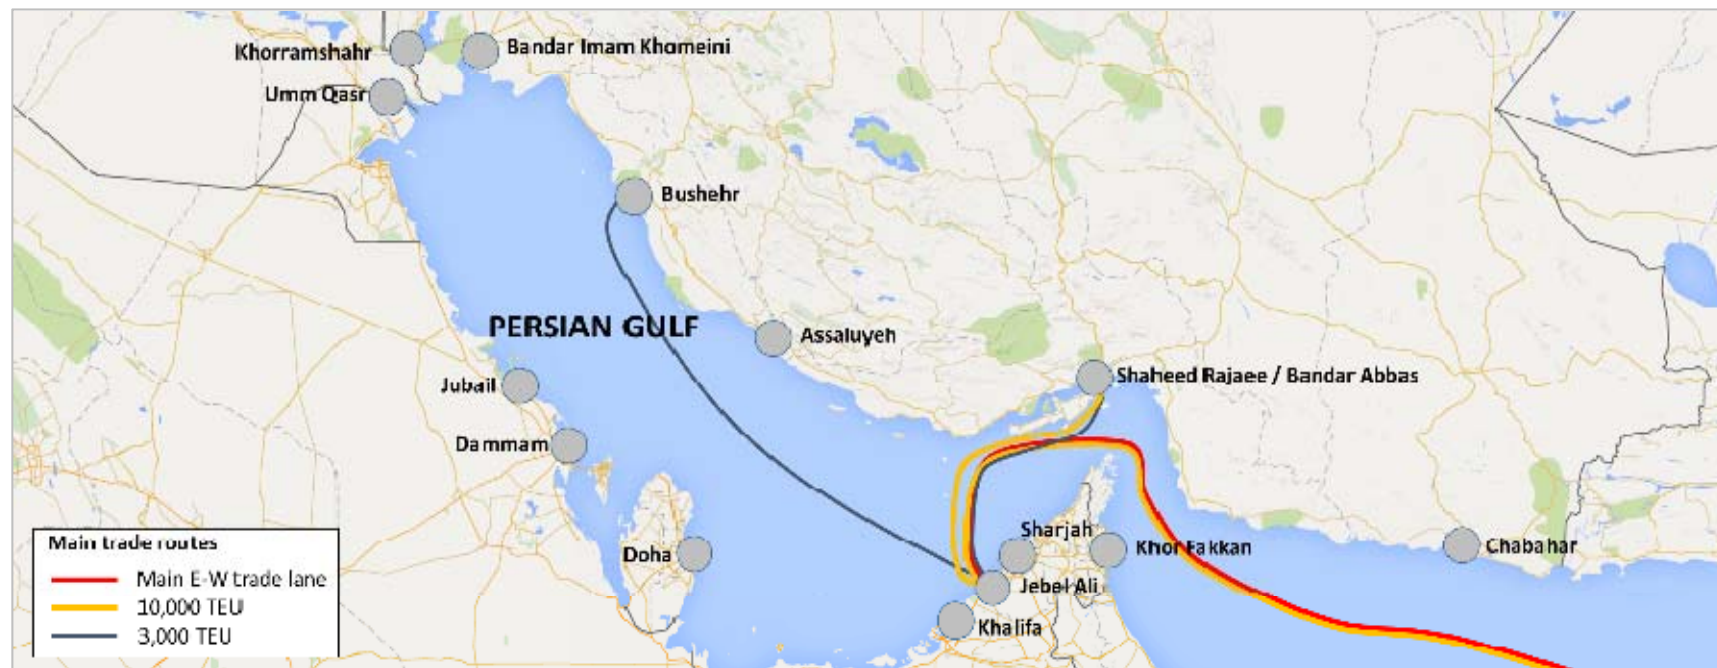 Khorramshahr
Bandar Imam Khomeini
Umm Qasr
Bushehr
PERSIAN GULF
Assaluyeh
Jubail
Shaheed Rajaee / Bandar Abbas
Dammam
Sharjah
Khor Fakkan
Chabahar
Doha
Jebel Ali
Khalifa
Main trade routes
Main E-W trade lane
10,000 TEU
3,000 TEU